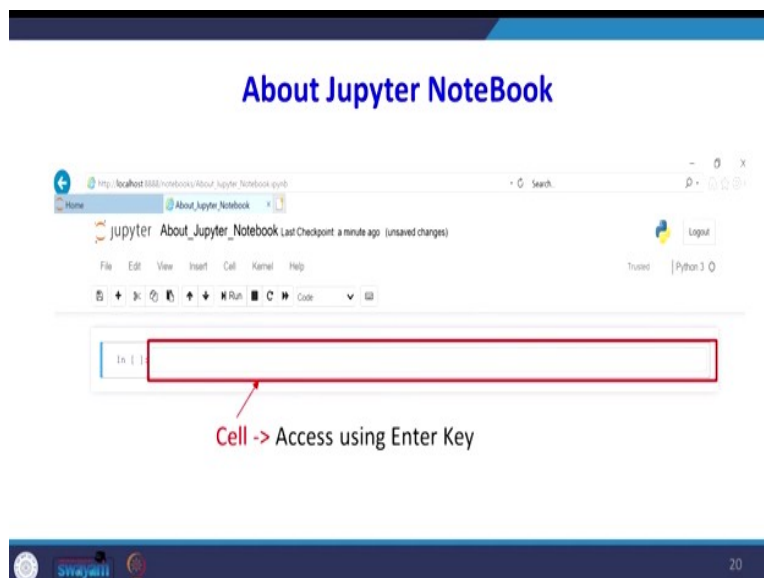 About Jupyter NoteBook
http://localhost:8888/notebooks/About_Jupyter_Notebook.ipynb
Search...
Home
About_Jupyter_Notebook
jupyter About_Jupyter_Notebook Last Checkpoint: a minute ago (unsaved changes)
Logout
File Edit View Insert Cell Kernel Help
Trusted
Python 3
Run
Code
In [ ]:
Cell -> Access using Enter Key
swayam
20